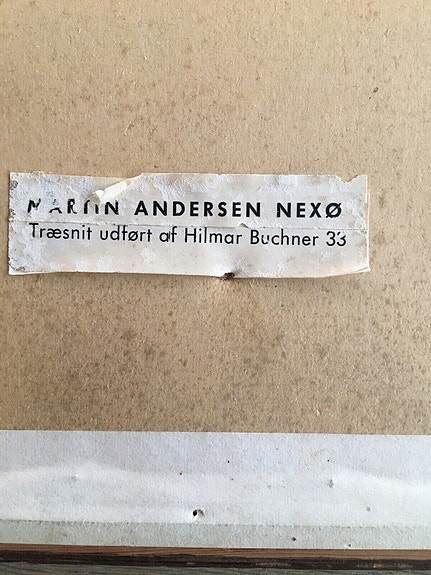 MARTIN ANDERSEN NEXØ
Træsnit udført af Hilmar Buchner 33